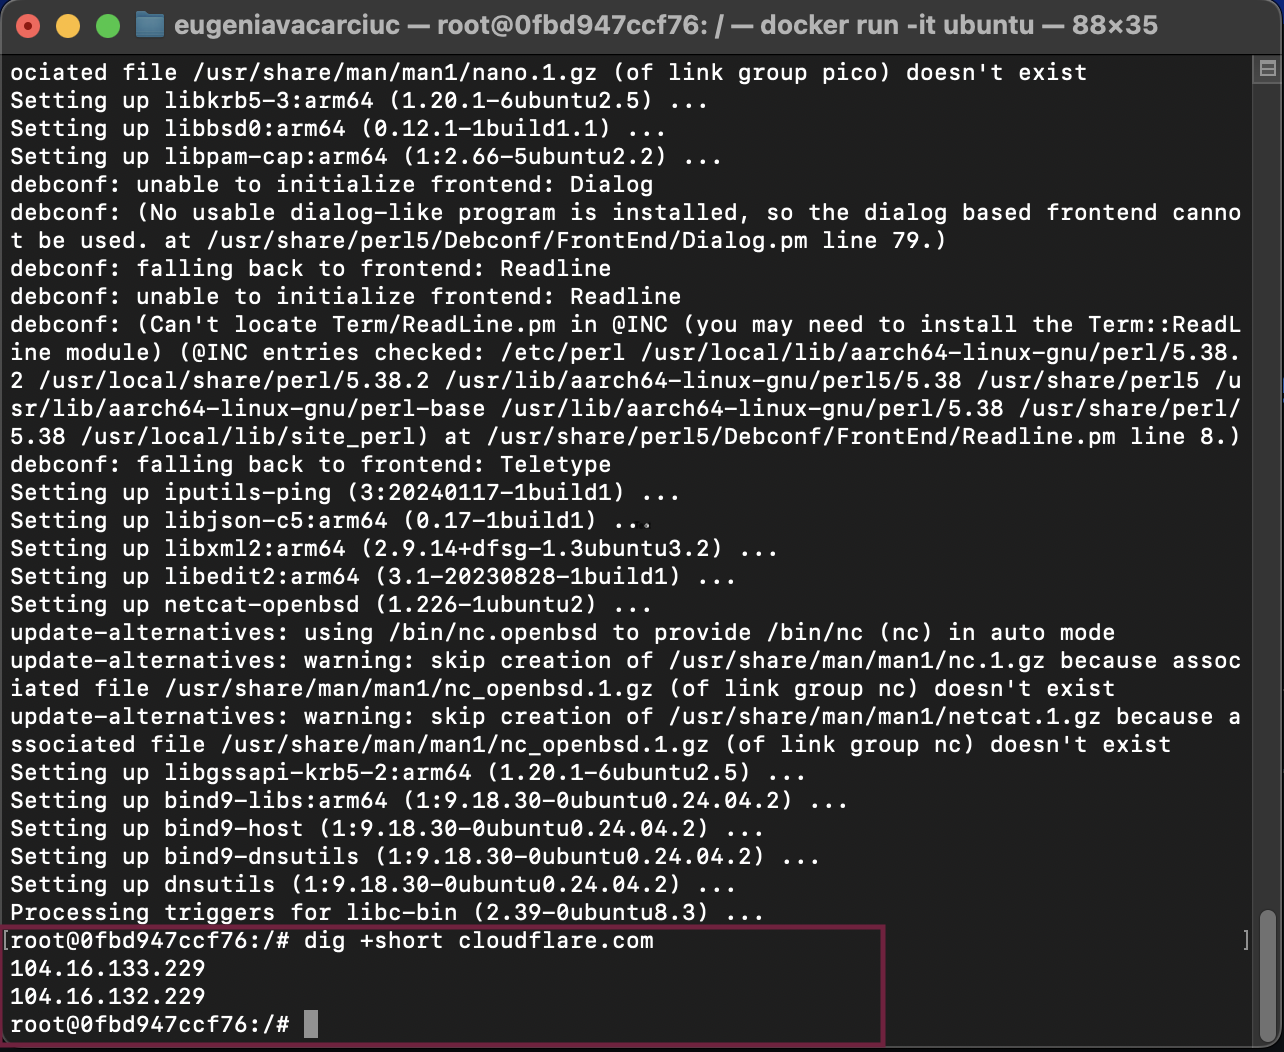 eugeniavacarciuc — root@0fbd947ccf76: / — docker run -it ubuntu — 88×35
ociated file /usr/share/man/man1/nano.1.gz (of link group pico) doesn't exist
Setting up libkrb5-3:arm64 (1.20.1-6ubuntu2.5) ...
Setting up libbsd0:arm64 (0.12.1-1build1.1) ...
Setting up libpam-cap:arm64 (1:2.66-5ubuntu2.2) ...
debconf: unable to initialize frontend: Dialog
debconf: (No usable dialog-like program is installed, so the dialog based frontend canno
t be used. at /usr/share/perl5/Debconf/FrontEnd/Dialog.pm line 79.)
debconf: falling back to frontend: Readline
debconf: unable to initialize frontend: Readline
debconf: (Can't locate Term/ReadLine.pm in @INC (you may need to install the Term::ReadL
ine module) (@INC entries checked: /etc/perl /usr/local/lib/aarch64-linux-gnu/perl/5.38.
2 /usr/local/share/perl/5.38.2 /usr/lib/aarch64-linux-gnu/perl5/5.38 /usr/share/perl5 /u
sr/lib/aarch64-linux-gnu/perl-base /usr/lib/aarch64-linux-gnu/perl/5.38 /usr/share/perl/
5.38 /usr/local/lib/site_perl) at /usr/share/perl5/Debconf/FrontEnd/Readline.pm line 8.)
debconf: falling back to frontend: Teletype
Setting up iputils-ping (3:20240117-1build1) ...
Setting up libjson-c5:arm64 (0.17-1build1) ...
Setting up libxml2:arm64 (2.9.14+dfsg-1.3ubuntu3.2) ...
Setting up libedit2:arm64 (3.1-20230828-1build1) ...
Setting up netcat-openbsd (1.226-1ubuntu2) ...
update-alternatives: using /bin/nc.openbsd to provide /bin/nc (nc) in auto mode
update-alternatives: warning: skip creation of /usr/share/man/man1/nc.1.gz because assoc
iated file /usr/share/man/man1/nc_openbsd.1.gz (of link group nc) doesn't exist
update-alternatives: warning: skip creation of /usr/share/man/man1/netcat.1.gz because a
ssociated file /usr/share/man/man1/nc_openbsd.1.gz (of link group nc) doesn't exist
Setting up libgssapi-krb5-2:arm64 (1.20.1-6ubuntu2.5) ...
Setting up bind9-libs:arm64 (1:9.18.30-0ubuntu0.24.04.2) ...
Setting up bind9-host (1:9.18.30-0ubuntu0.24.04.2) ...
Setting up bind9-dnsutils (1:9.18.30-0ubuntu0.24.04.2) ...
Setting up dnsutils (1:9.18.30-0ubuntu0.24.04.2) ...
Processing triggers for libc-bin (2.39-0ubuntu8.3) ...
[root@0fbd947ccf76:/# dig +short cloudflare.com ]
104.16.133.229
104.16.132.229
root@0fbd947ccf76:/#